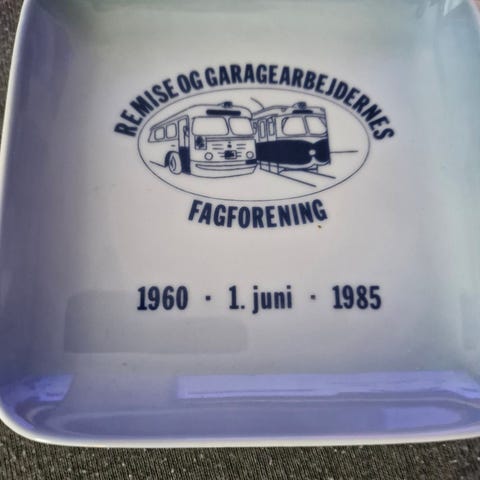 REMISE OG GARAGEARBEJDERNES
FAGFORENING
1960 · 1. juni · 1985